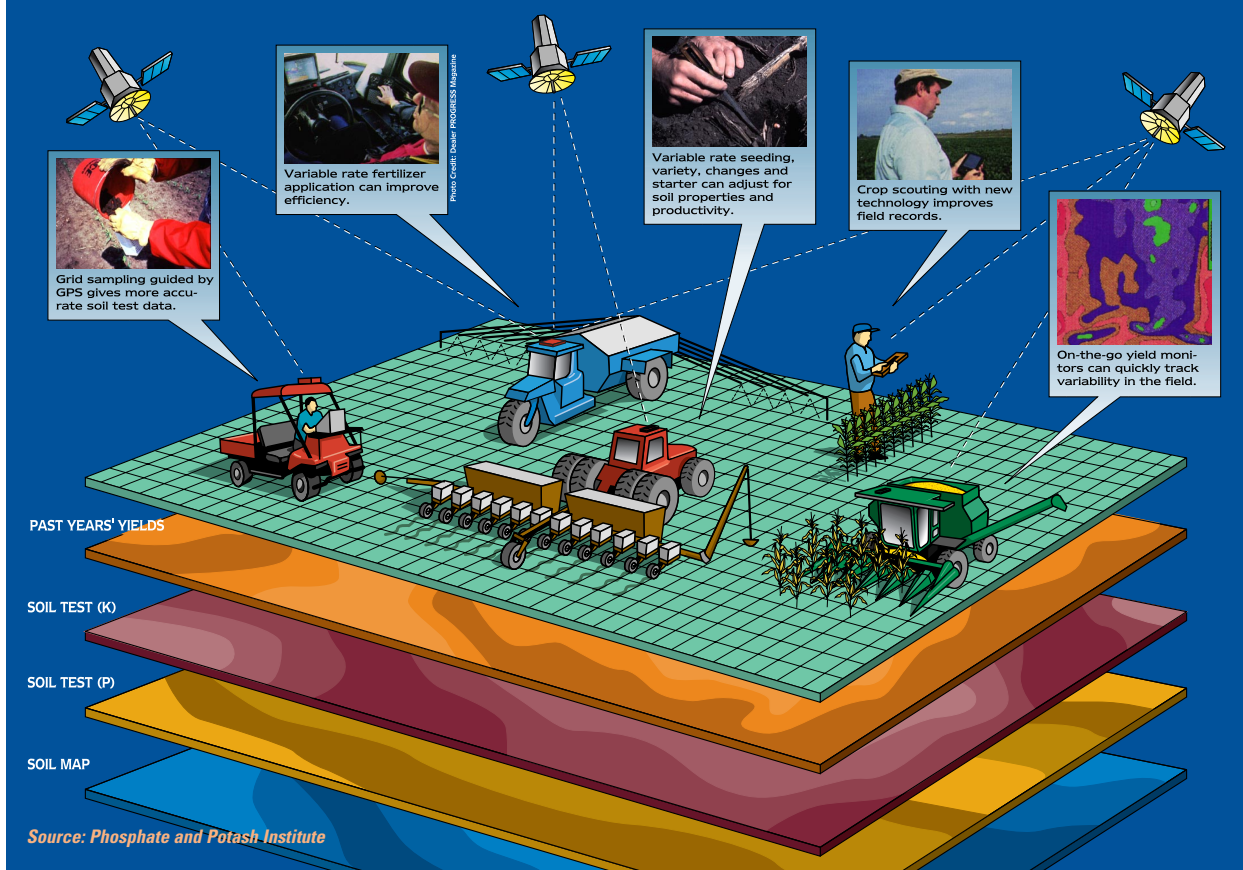 Variable rate fertilizer
application can improve
efficiency.
Photo Credit: Dealer PROGRESS Magazine
Variable rate seeding,
variety, changes and
starter can adjust for
soil properties and
productivity.
Crop scouting with new
technology improves
field records.
Grid sampling guided by
GPS gives more accu-
rate soil test data.
On-the-go yield moni-
tors can quickly track
variability in the field.
PAST YEARS' YIELDS
SOIL TEST (K)
SOIL TEST (P)
SOIL MAP
Source: Phosphate and Potash Institute